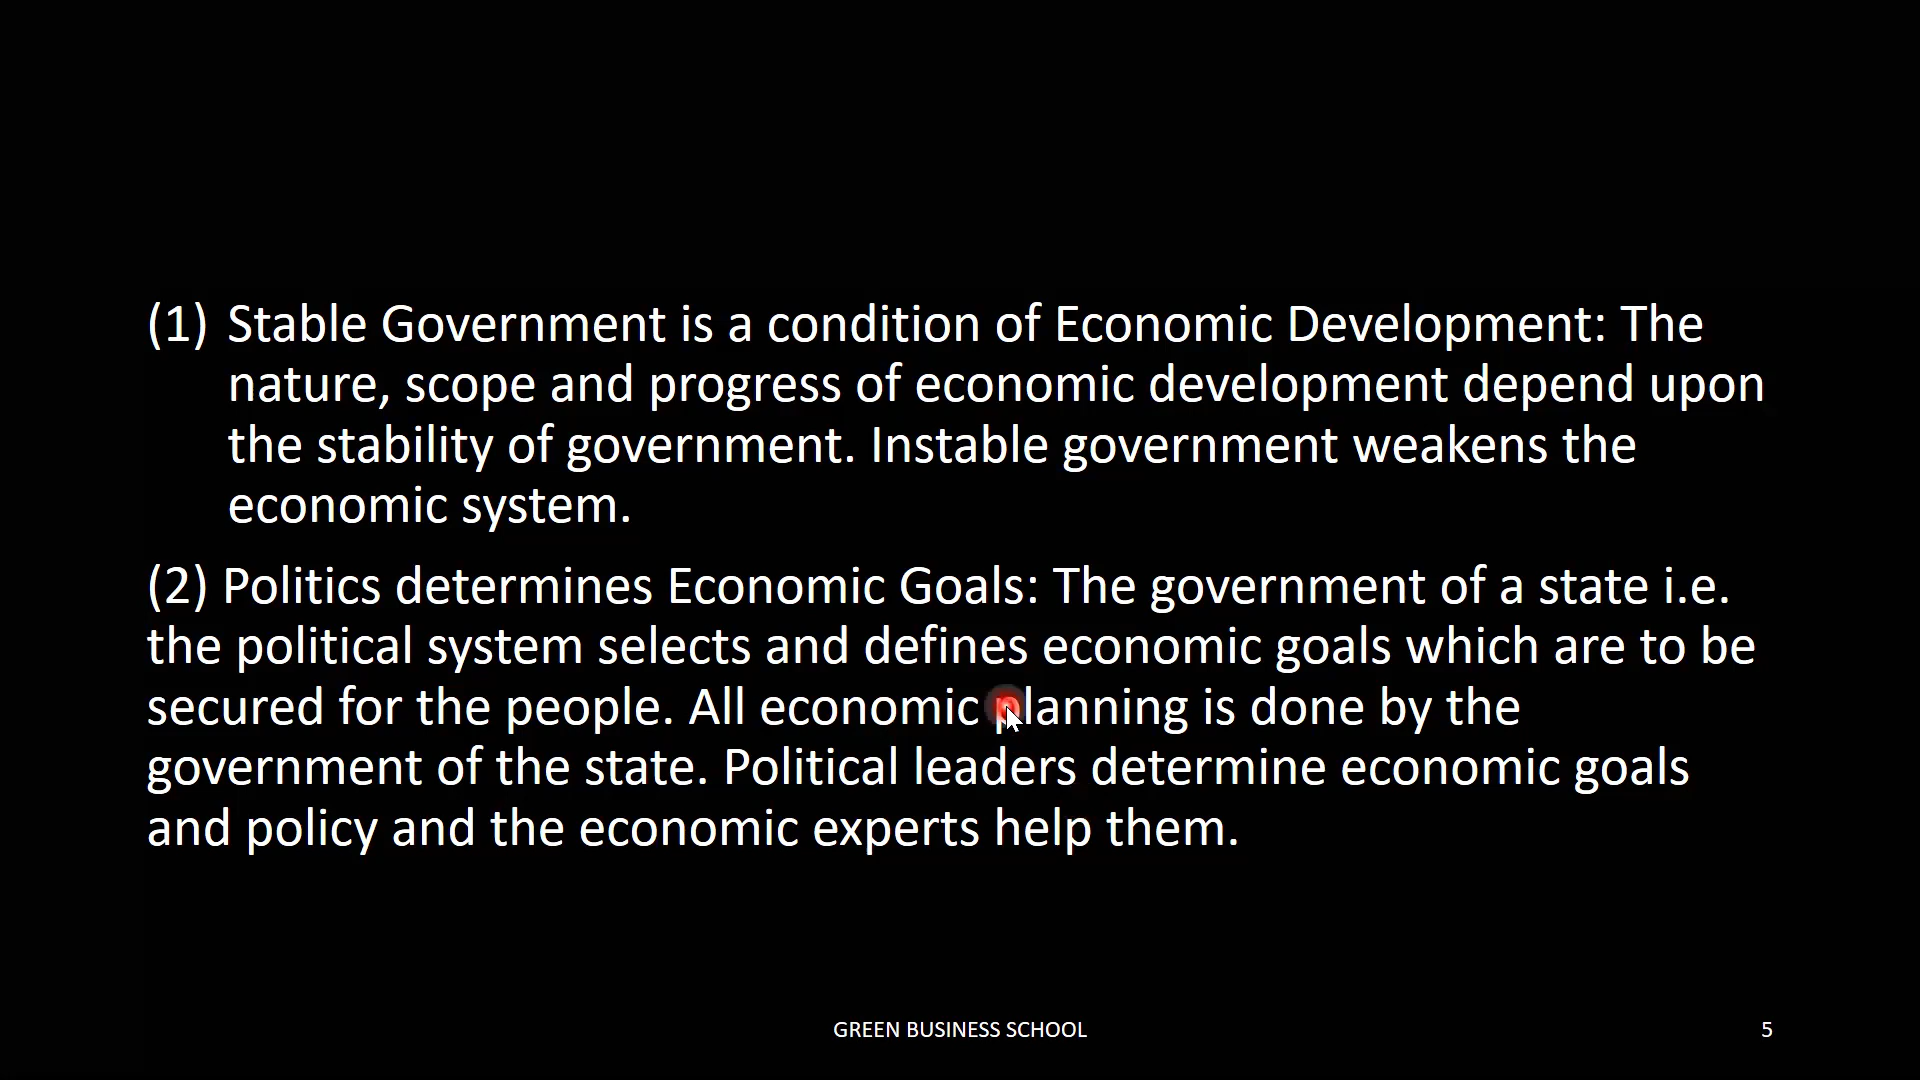 (1) Stable Government is a condition of Economic Development: The
nature, scope and progress of economic development depend upon
the stability of government. Instable government weakens the
economic system.
(2) Politics determines Economic Goals: The government of a state i.e.
the political system selects and defines economic goals which are to be
secured for the people. All economic planning is done by the
government of the state. Political leaders determine economic goals
and policy and the economic experts help them.
GREEN BUSINESS SCHOOL
5